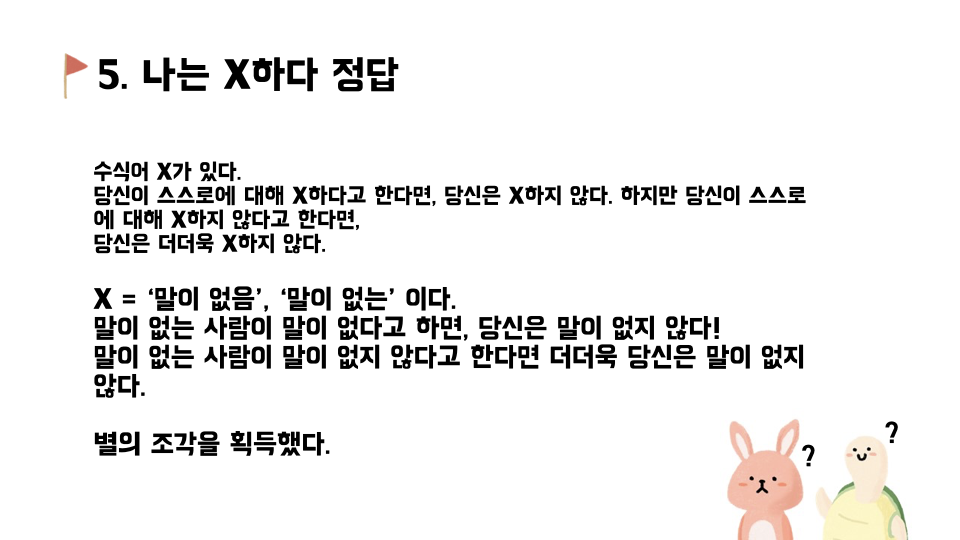 5. 나는 X하다 정답
수식어 X가 있다.
당신이 스스로에 대해 X하다고 한다면, 당신은 X하지 않다. 하지만 당신이 스스로
에 대해 X하지 않다고 한다면,
당신은 더더욱 X하지 않다.
X = ‘말이 없음’, ‘말이 없는’ 이다.
말이 없는 사람이 말이 없다고 하면, 당신은 말이 없지 않다!
말이 없는 사람이 말이 없지 않다고 한다면 더더욱 당신은 말이 없지
않다.
별의 조각을 획득했다.
?
?